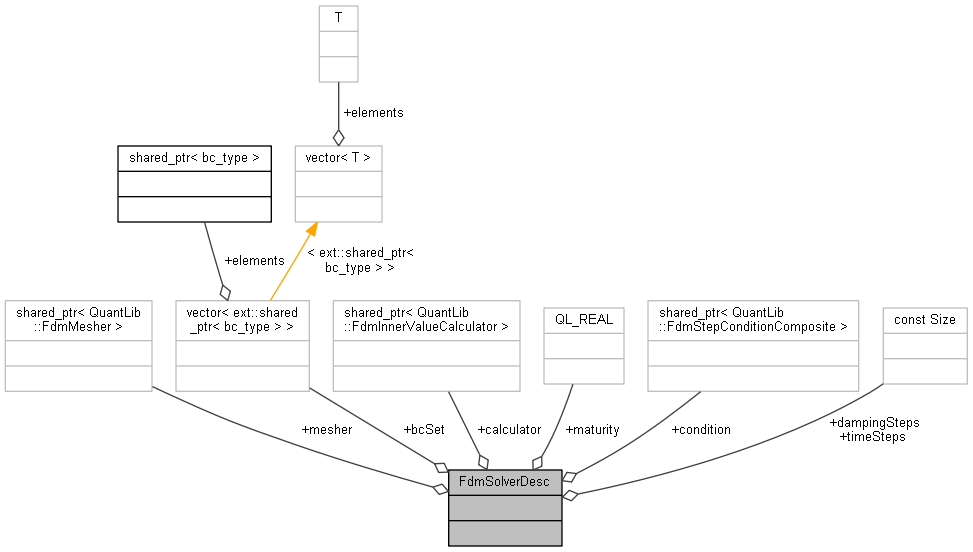 T
+elements
shared_ptr< bc_type >
vector< T >
+elements
< ext::shared_ptr<
bc_type > >
shared_ptr< QuantLib
::FdmMesher >
vector< ext::shared
_ptr< bc_type > >
shared_ptr< QuantLib
::FdmInnerValueCalculator >
QL_REAL
shared_ptr< QuantLib
::FdmStepConditionComposite >
const Size
+mesher
+bcSet
+calculator
+maturity
+condition
+dampingSteps
+timeSteps
FdmSolverDesc